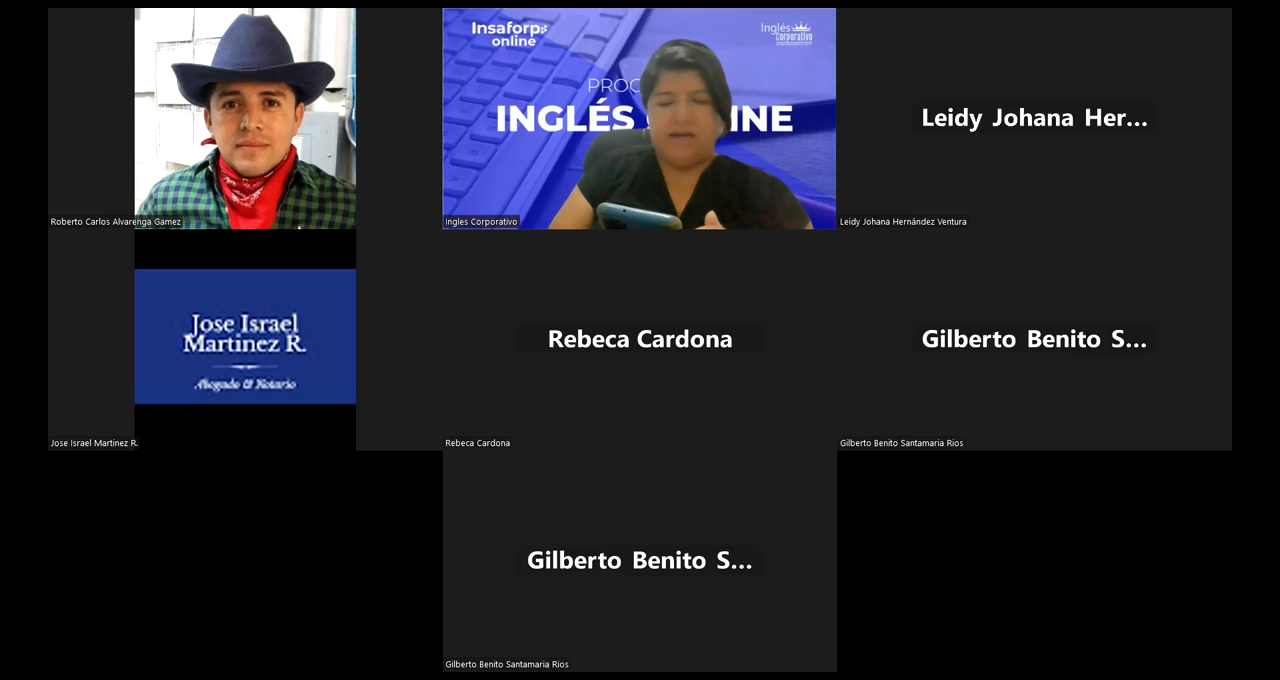 Insaforp
online
Inglés
Corporativo
PROG
INGLÉS INE
Roberto Carlos Alvarenga Gamez
Ingles Corporativo
Leidy Johana Her...
Leidy Johana Hernández Ventura
Jose Israel
Martinez R.
Abogado & Notario
Jose Israel Martinez R.
Rebeca Cardona
Rebeca Cardona
Gilberto Benito S...
Gilberto Benito Santamaria Rios
Gilberto Benito S...
Gilberto Benito Santamaria Rios